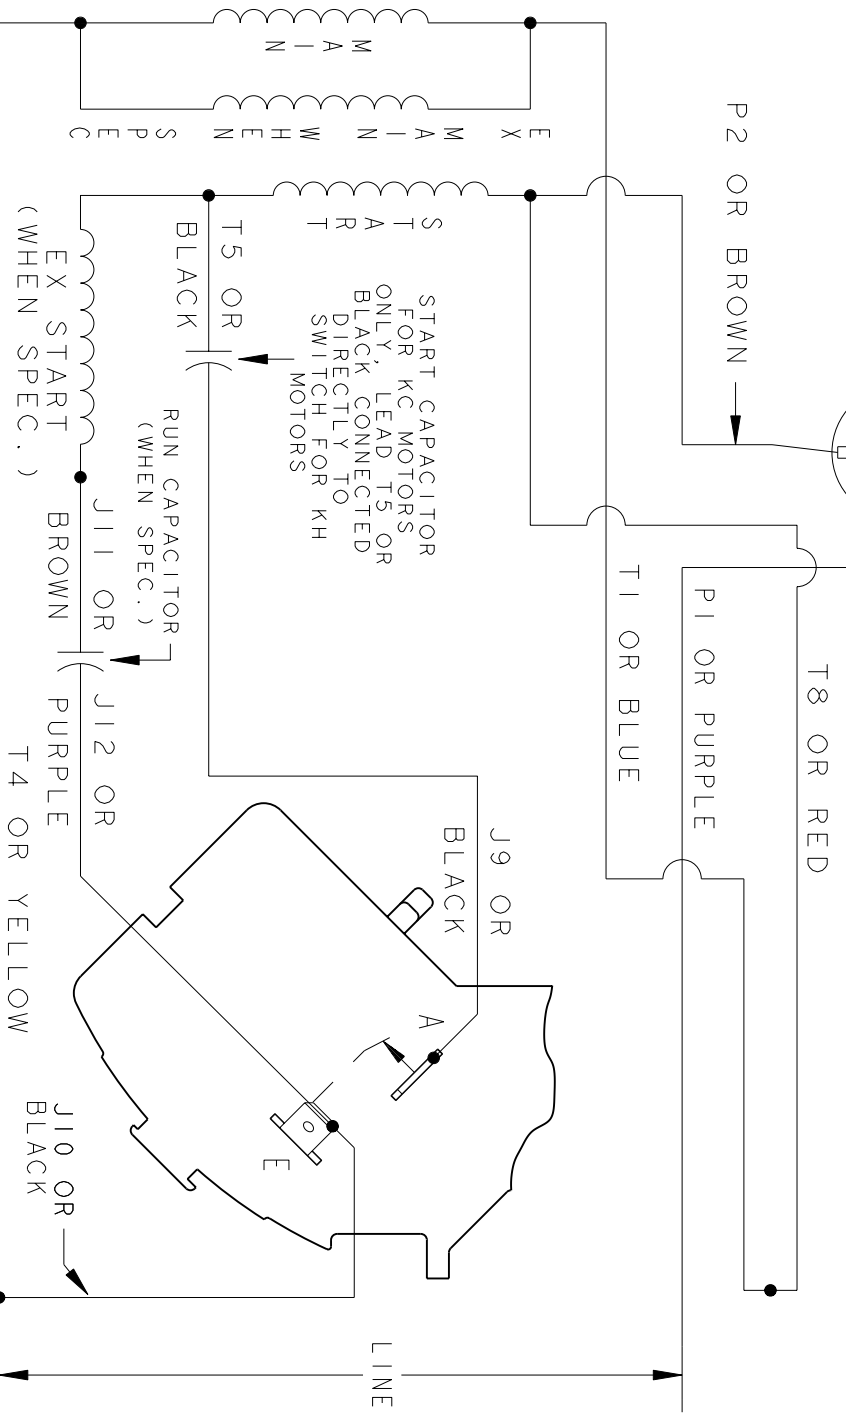 P2 OR BROWN
T8 OR RED
P1 OR PURPLE
T1 OR BLUE
MAIN
EX MAIN WHEN SPEC
START
START CAPACITOR
FOR KC MOTORS
ONLY, LEAD T5 OR
BLACK CONNECTED
DIRECTLY TO
SWITCH FOR KH
MOTORS
T5 OR
BLACK
J9 OR
BLACK
A
E
RUN CAPACITOR
(WHEN SPEC.)
EX START
(WHEN SPEC.)
J11 OR
BROWN
J12 OR
PURPLE
T4 OR YELLOW
J10 OR
BLACK
LINE